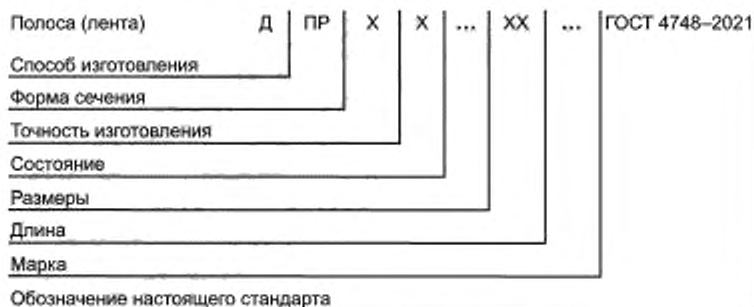 Полоса (лента) Д ПР Х Х ... ХХ ... ГОСТ 4748–2021
Способ изготовления
Форма сечения
Точность изготовления
Состояние
Размеры
Длина
Марка
Обозначение настоящего стандарта